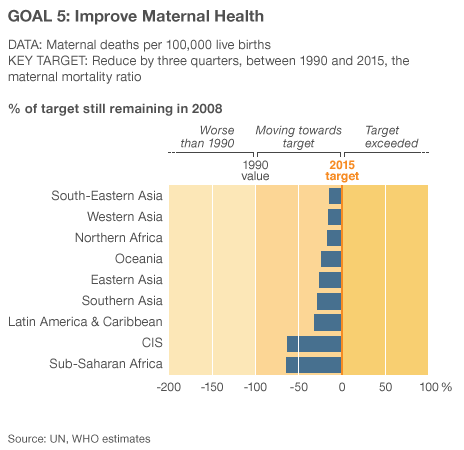 GOAL 5: Improve Maternal Health
DATA: Maternal deaths per 100,000 live births
KEY TARGET: Reduce by three quarters, between 1990 and 2015, the
maternal mortality ratio
% of target still remaining in 2008
Worse
than 1990
Moving towards
target
Target
exceeded
1990
value
2015
target
South-Eastern Asia
Western Asia
Northern Africa
Oceania
Eastern Asia
Southern Asia
Latin America & Caribbean
CIS
Sub-Saharan Africa
-200 -150 -100 -50 0 50 100 %
Source: UN, WHO estimates